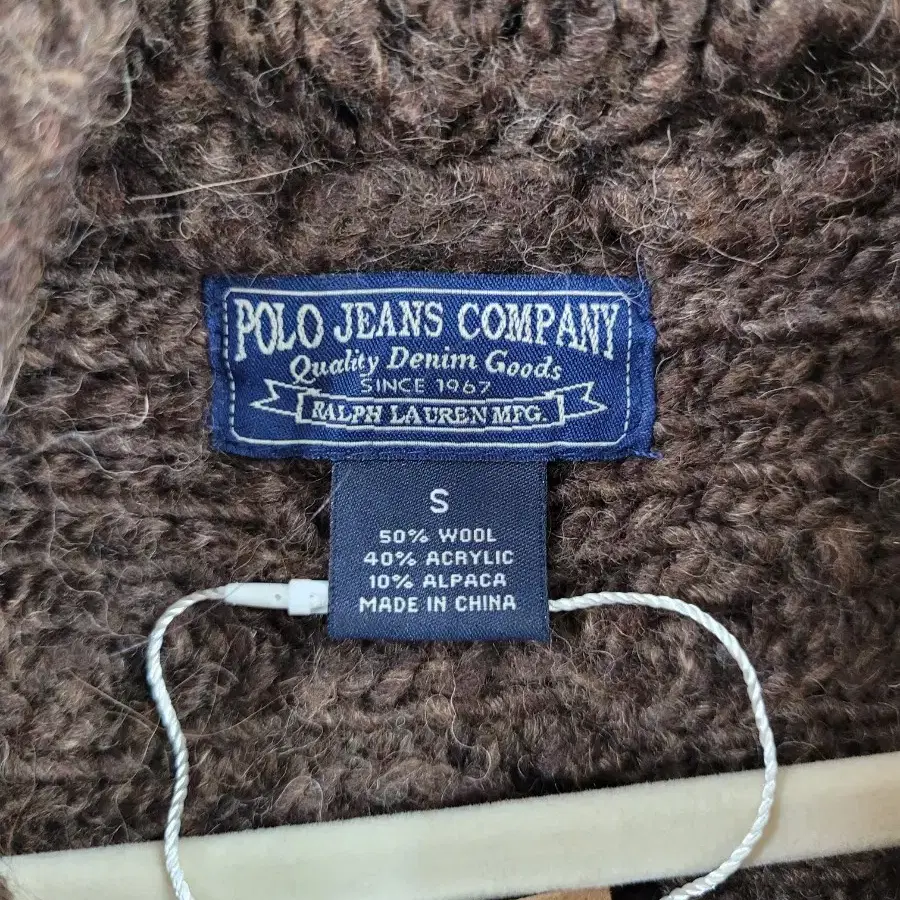 POLO JEANS COMPANY
Quality Denim Goods
SINCE 1967
RALPH LAUREN MFG.
S
50% WOOL
40% ACRYLIC
10% ALPACA
MADE IN CHINA